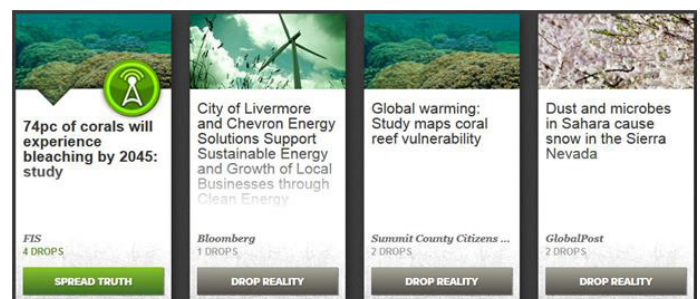 74pc of corals will
experience
bleaching by 2045:
study
FIS
4 DROPS
SPREAD TRUTH
City of Livermore
and Chevron Energy
Solutions Support
Sustainable Energy
and Growth of Local
Businesses through
Clean Energy
Bloomberg
1 DROPS
DROP REALITY
Global warming:
Study maps coral
reef vulnerability
Summit County Citizens ...
2 DROPS
DROP REALITY
Dust and microbes
in Sahara cause
snow in the Sierra
Nevada
GlobalPost
2 DROPS
DROP REALITY